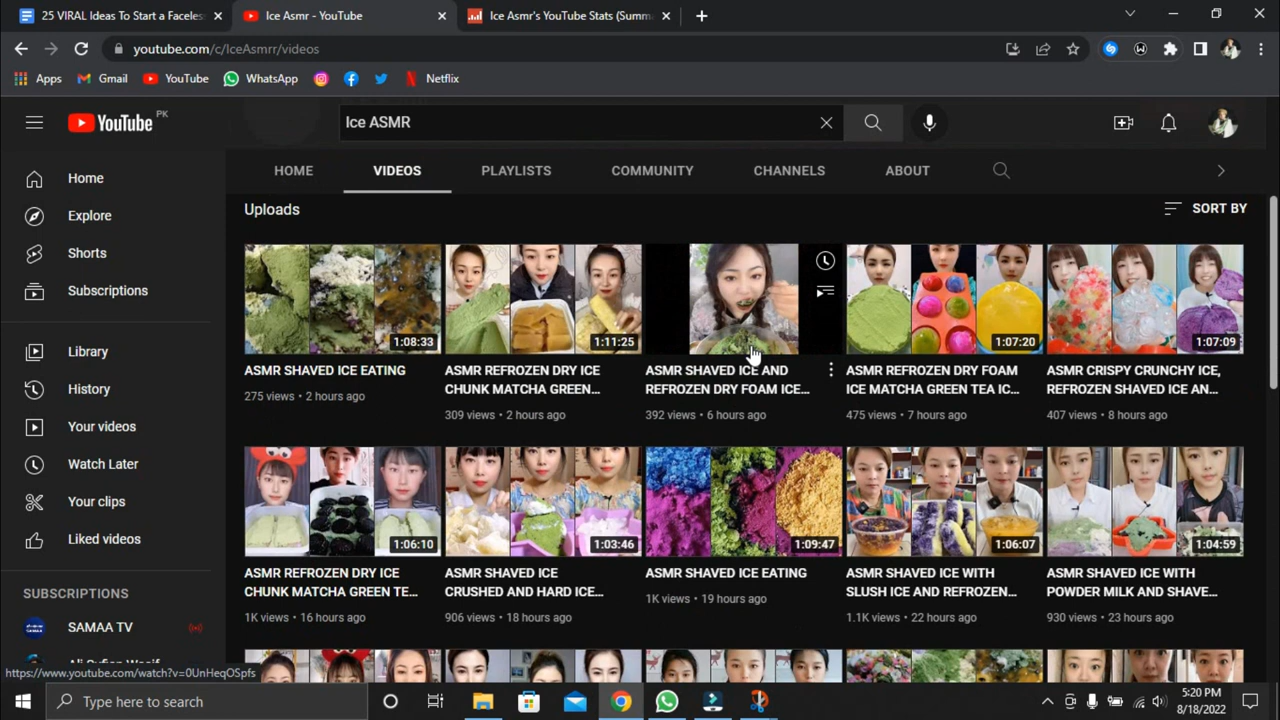 25 VIRAL Ideas To Start a Faceless
Ice Asmr - YouTube
Ice Asmr's YouTube Stats (Summ
youtube.com/c/IceAsmrr/videos
Apps
Gmail
YouTube
WhatsApp
Netflix
YouTube PK
Ice ASMR
HOME
VIDEOS
PLAYLISTS
COMMUNITY
CHANNELS
ABOUT
Home
Explore
Shorts
Subscriptions
Library
History
Your videos
Watch Later
Your clips
Liked videos
SUBSCRIPTIONS
SAMAA TV
Uploads
SORT BY
1:08:33
ASMR SHAVED ICE EATING
275 views • 2 hours ago
1:11:25
ASMR REFROZEN DRY ICE
CHUNK MATCHA GREEN...
309 views • 2 hours ago
ASMR SHAVED ICE AND
REFROZEN DRY FOAM ICE...
392 views • 6 hours ago
1:07:20
ASMR REFROZEN DRY FOAM
ICE MATCHA GREEN TEA IC...
475 views • 7 hours ago
1:07:09
ASMR CRISPY CRUNCHY ICE,
REFROZEN SHAVED ICE AN...
407 views • 8 hours ago
1:06:10
ASMR REFROZEN DRY ICE
CHUNK MATCHA GREEN TE...
1K views • 16 hours ago
1:03:46
ASMR SHAVED ICE
CRUSHED AND HARD ICE...
906 views • 18 hours ago
1:09:47
ASMR SHAVED ICE EATING
1K views • 19 hours ago
1:06:07
ASMR SHAVED ICE WITH
SLUSH ICE AND REFROZEN...
1.1K views • 22 hours ago
1:04:59
ASMR SHAVED ICE WITH
POWDER MILK AND SHAVE...
930 views • 23 hours ago
https://www.youtube.com/watch?v=0UnHeqOSpfs
Type here to search
5:20 PM
8/18/2022